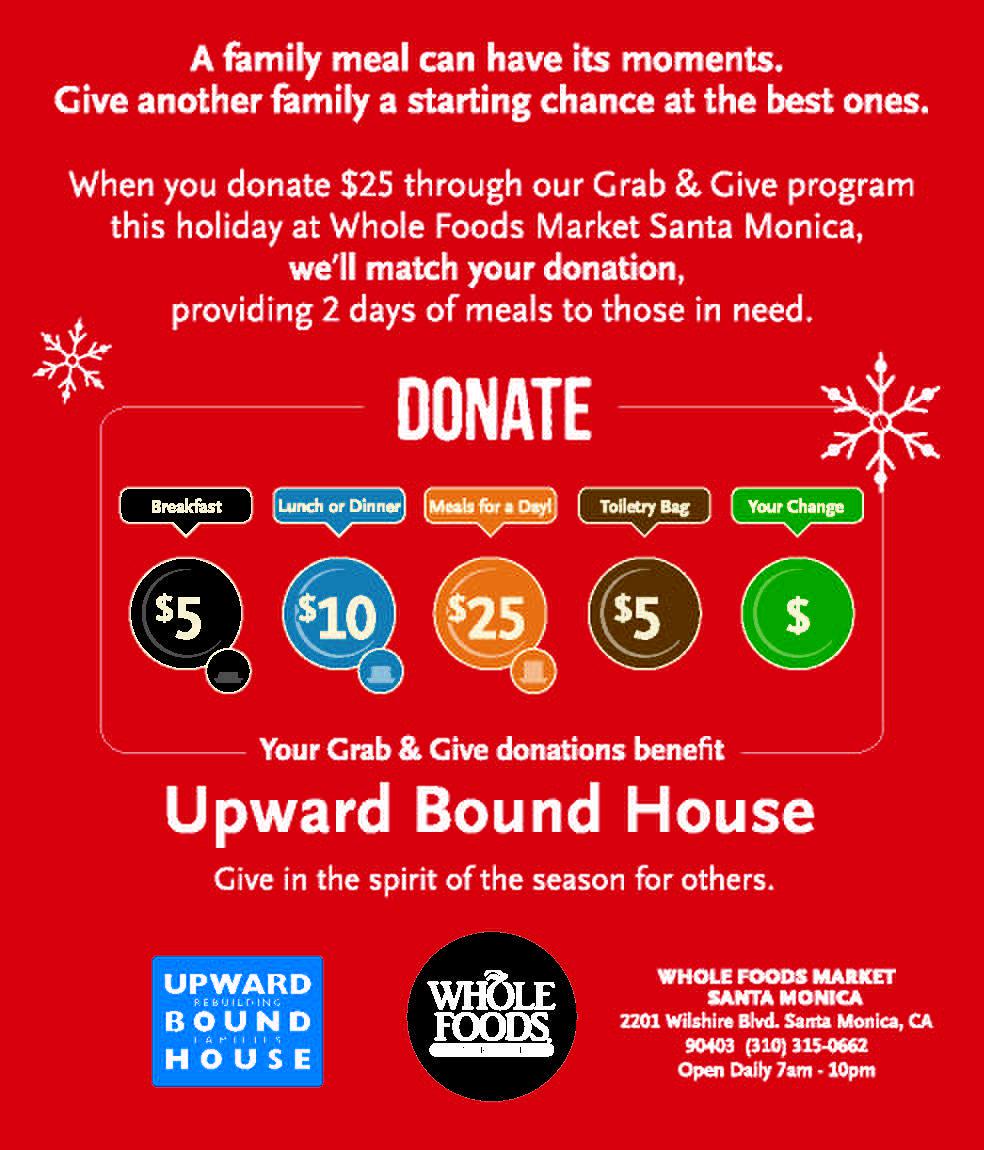 A family meal can have its moments.
Give another family a starting chance at the best ones.
When you donate $25 through our Grab & Give program
this holiday at Whole Foods Market Santa Monica,
we'll match your donation,
providing 2 days of meals to those in need.
DONATE
Breakfast
Lunch or Dinner
Meals for a Day!
Toiletry Bag
Your Change
$5
$10
$25
$5
$
Your Grab & Give donations benefit
Upward Bound House
Give in the spirit of the season for others.
UPWARD
REBUILDING
BOUND
FAMILIES
HOUSE
WHOLE
FOODS
WHOLE FOODS MARKET
SANTA MONICA
2201 Wilshire Blvd. Santa Monica, CA
90403 (310) 315-0662
Open Daily 7am - 10pm